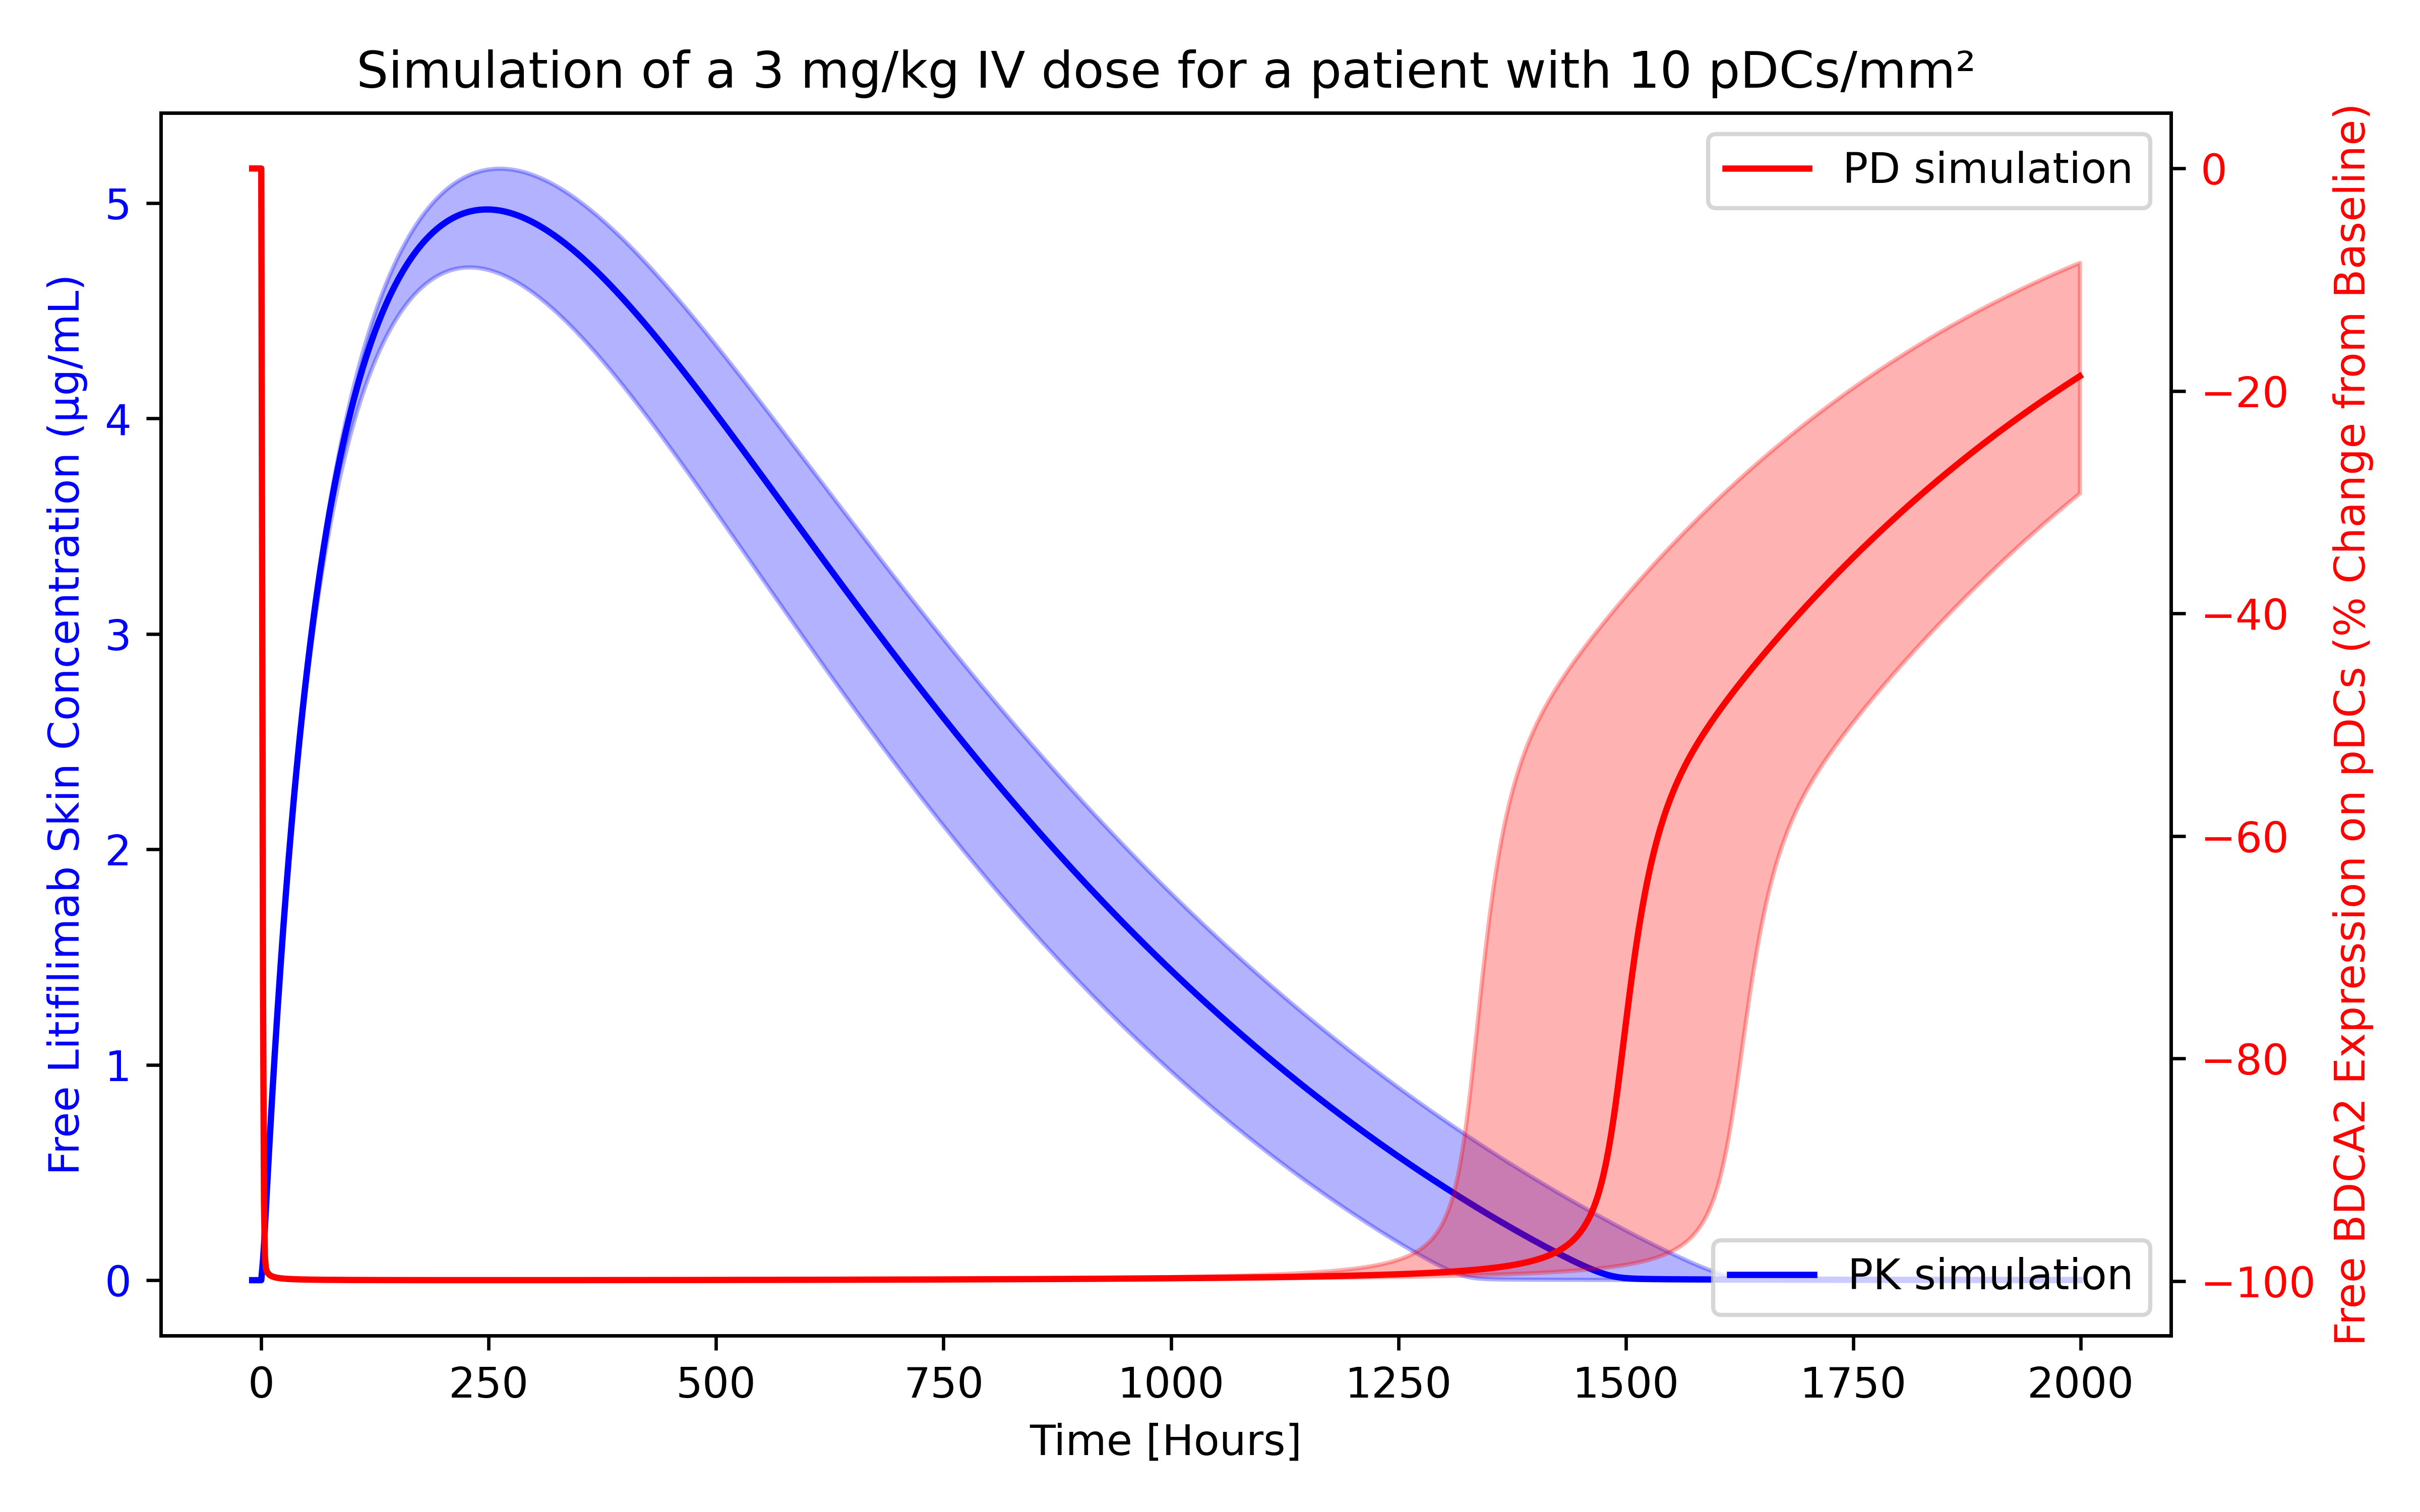 Simulation of a 3 mg/kg IV dose for a patient with 10 pDCs/mm²
Free Litifilimab Skin Concentration (µg/mL)
5
4
3
2
1
0
PD simulation
PK simulation
0
−20
−40
−60
−80
−100
Free BDCA2 Expression on pDCs (% Change from Baseline)
0 250 500 750 1000 1250 1500 1750 2000
Time [Hours]